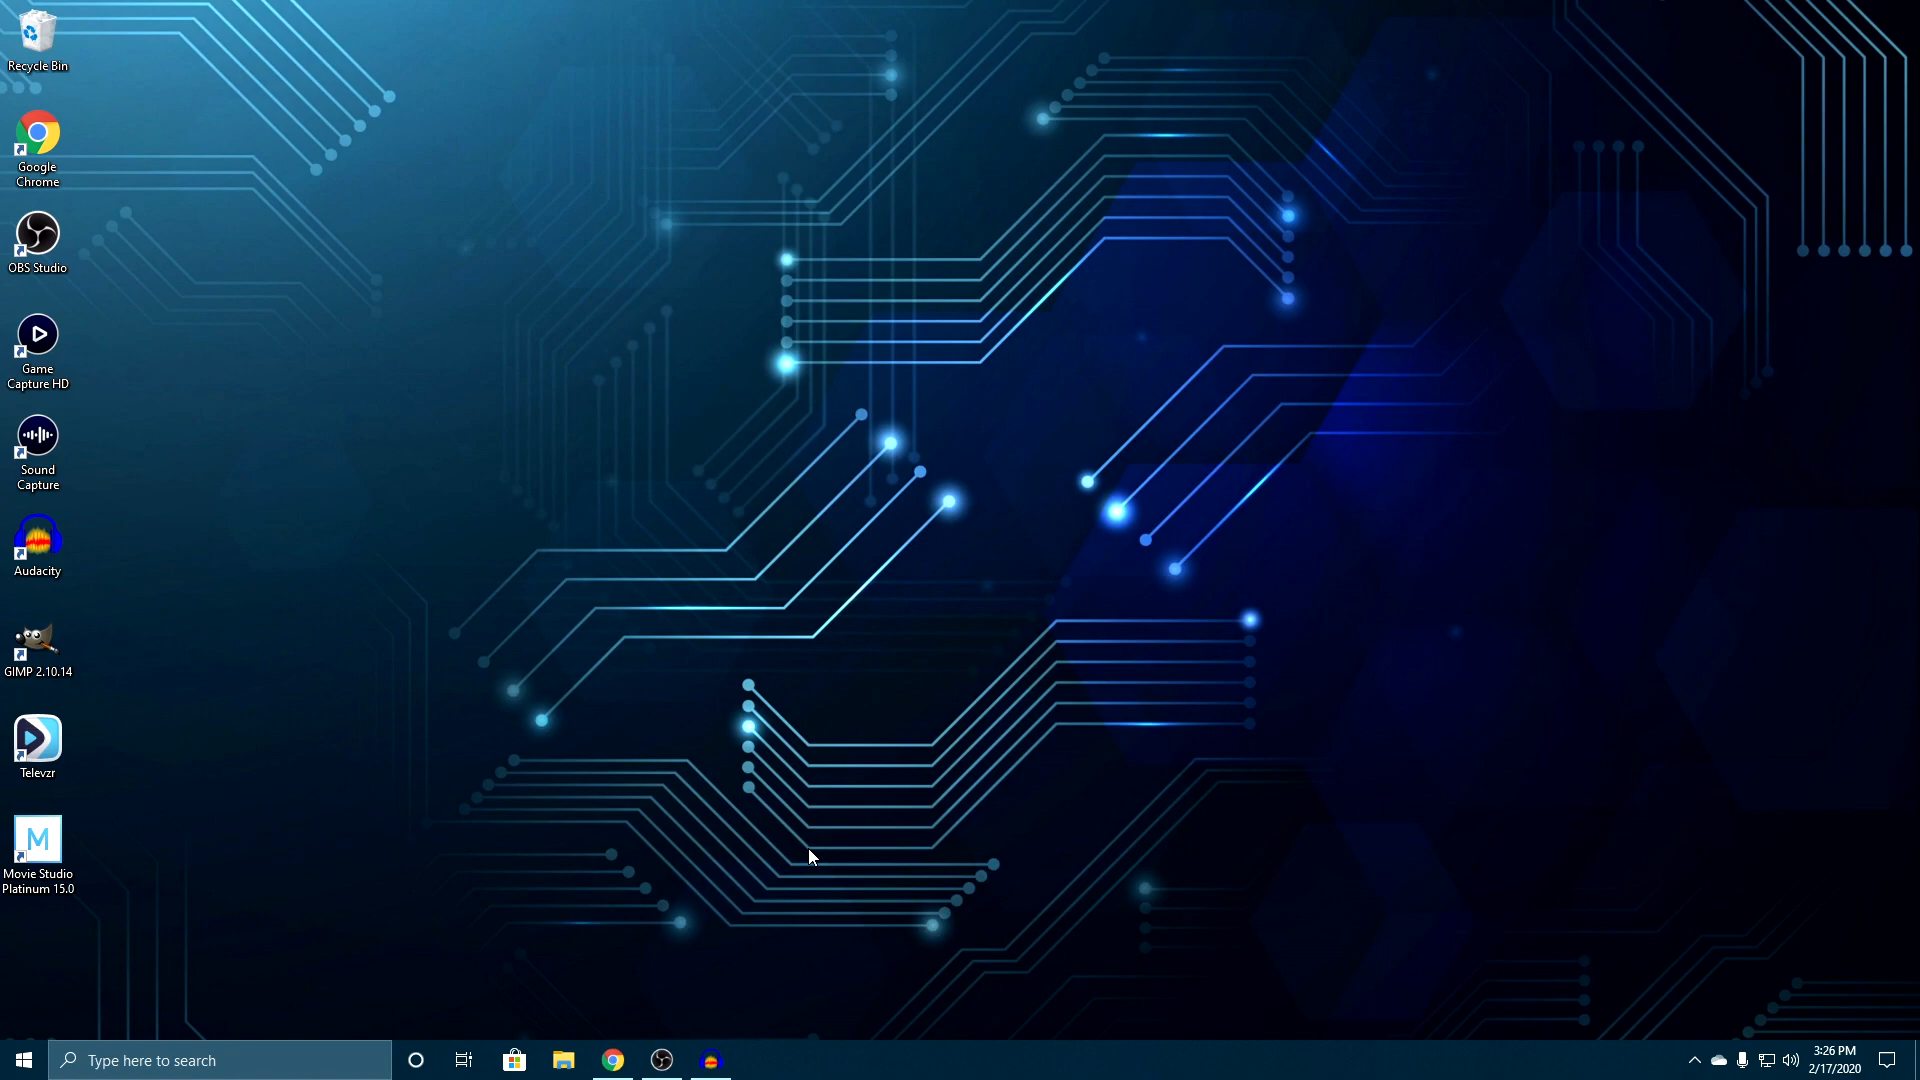 Recycle Bin
Google
Chrome
OBS Studio
Game
Capture HD
Sound
Capture
Audacity
GIMP 2.10.14
Televzr
M
Movie Studio
Platinum 15.0
Type here to search
3:26 PM
2/17/2020